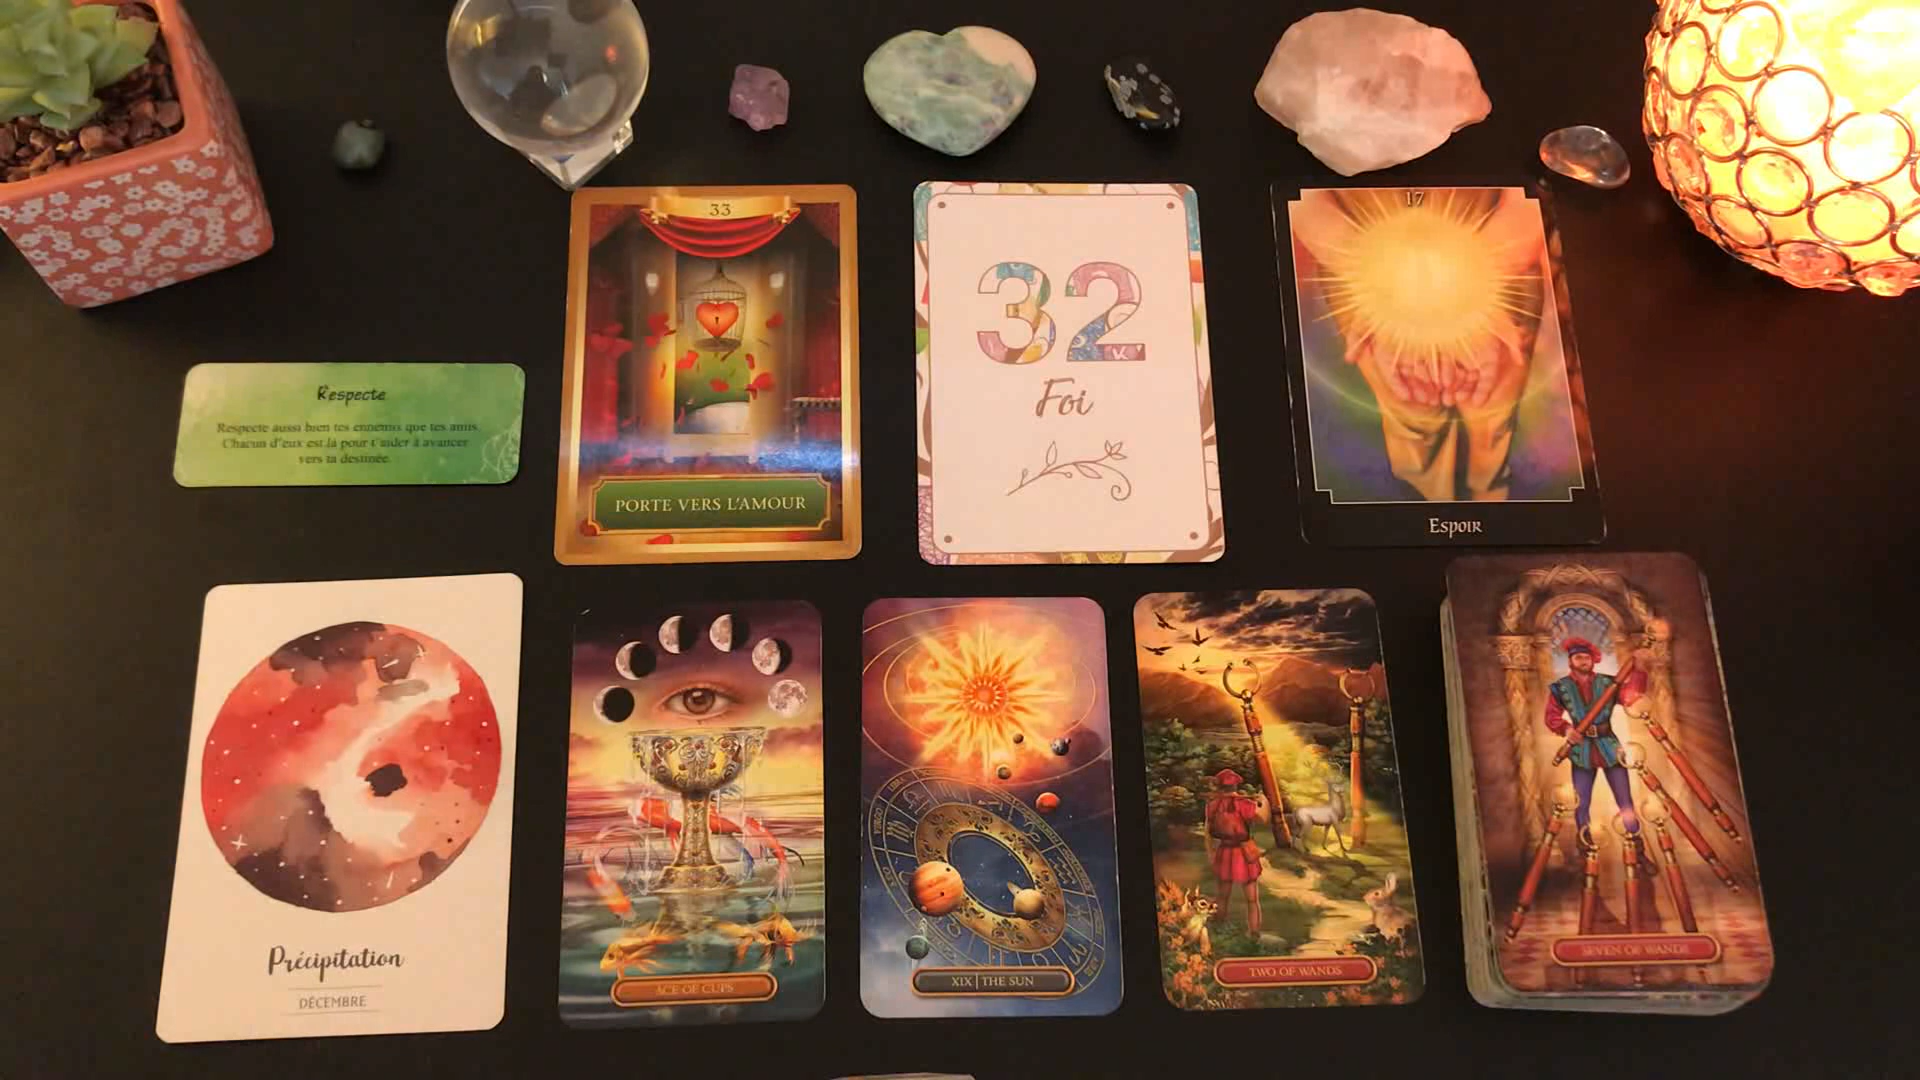 33
PORTE VERS L'AMOUR
32
Foi
17
Espoir
Respecte
Respecte aussi bien tes ennemis que tes amis.
Chacun d'eux est là pour t'aider à avancer
vers ta destinée.
Précipitation
DÉCEMBRE
ACE OF CUPS
XIX | THE SUN
TWO OF WANDS
SEVEN OF WANDS